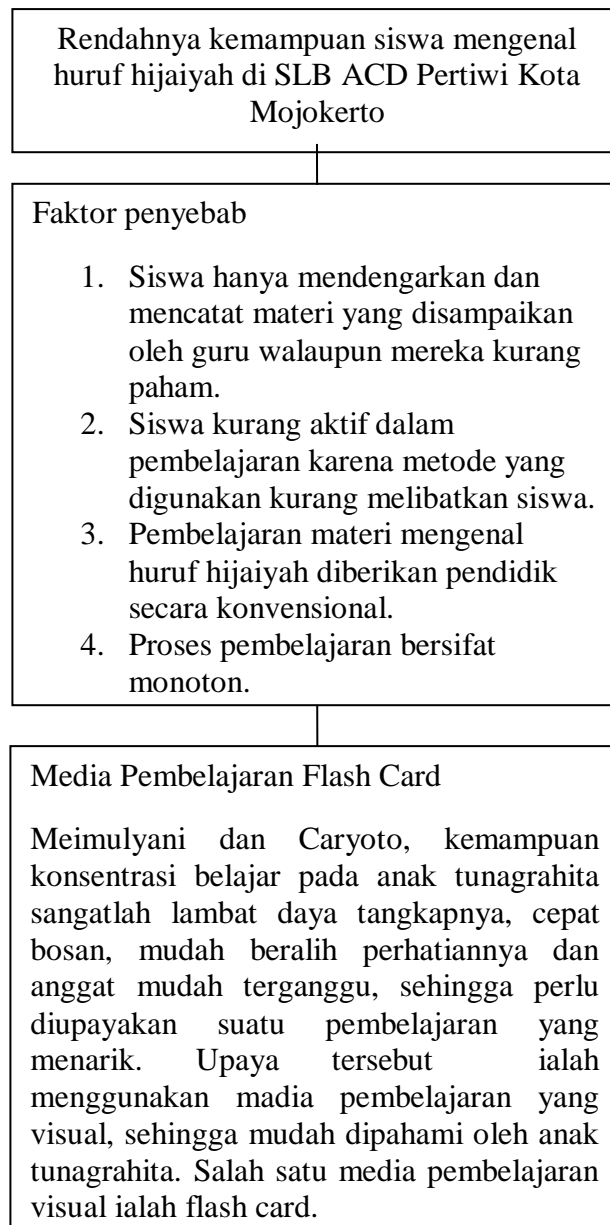 Rendahnya kemampuan siswa mengenal
huruf hijaiyah di SLB ACD Pertiwi Kota
Mojokerto
Faktor penyebab
1. Siswa hanya mendengarkan dan
mencatat materi yang disampaikan
oleh guru walaupun mereka kurang
paham.
2. Siswa kurang aktif dalam
pembelajaran karena metode yang
digunakan kurang melibatkan siswa.
3. Pembelajaran materi mengenal
huruf hijaiyah diberikan pendidik
secara konvensional.
4. Proses pembelajaran bersifat
monoton.
Media Pembelajaran Flash Card
Meimulyani dan Caryoto, kemampuan
konsentrasi belajar pada anak tunagrahita
sangatlah lambat daya tangkapnya, cepat
bosan, mudah beralih perhatiannya dan
anggat mudah terganggu, sehingga perlu
diupayakan suatu pembelajaran yang
menarik. Upaya tersebut ialah
menggunakan madia pembelajaran yang
visual, sehingga mudah dipahami oleh anak
tunagrahita. Salah satu media pembelajaran
visual ialah flash card.